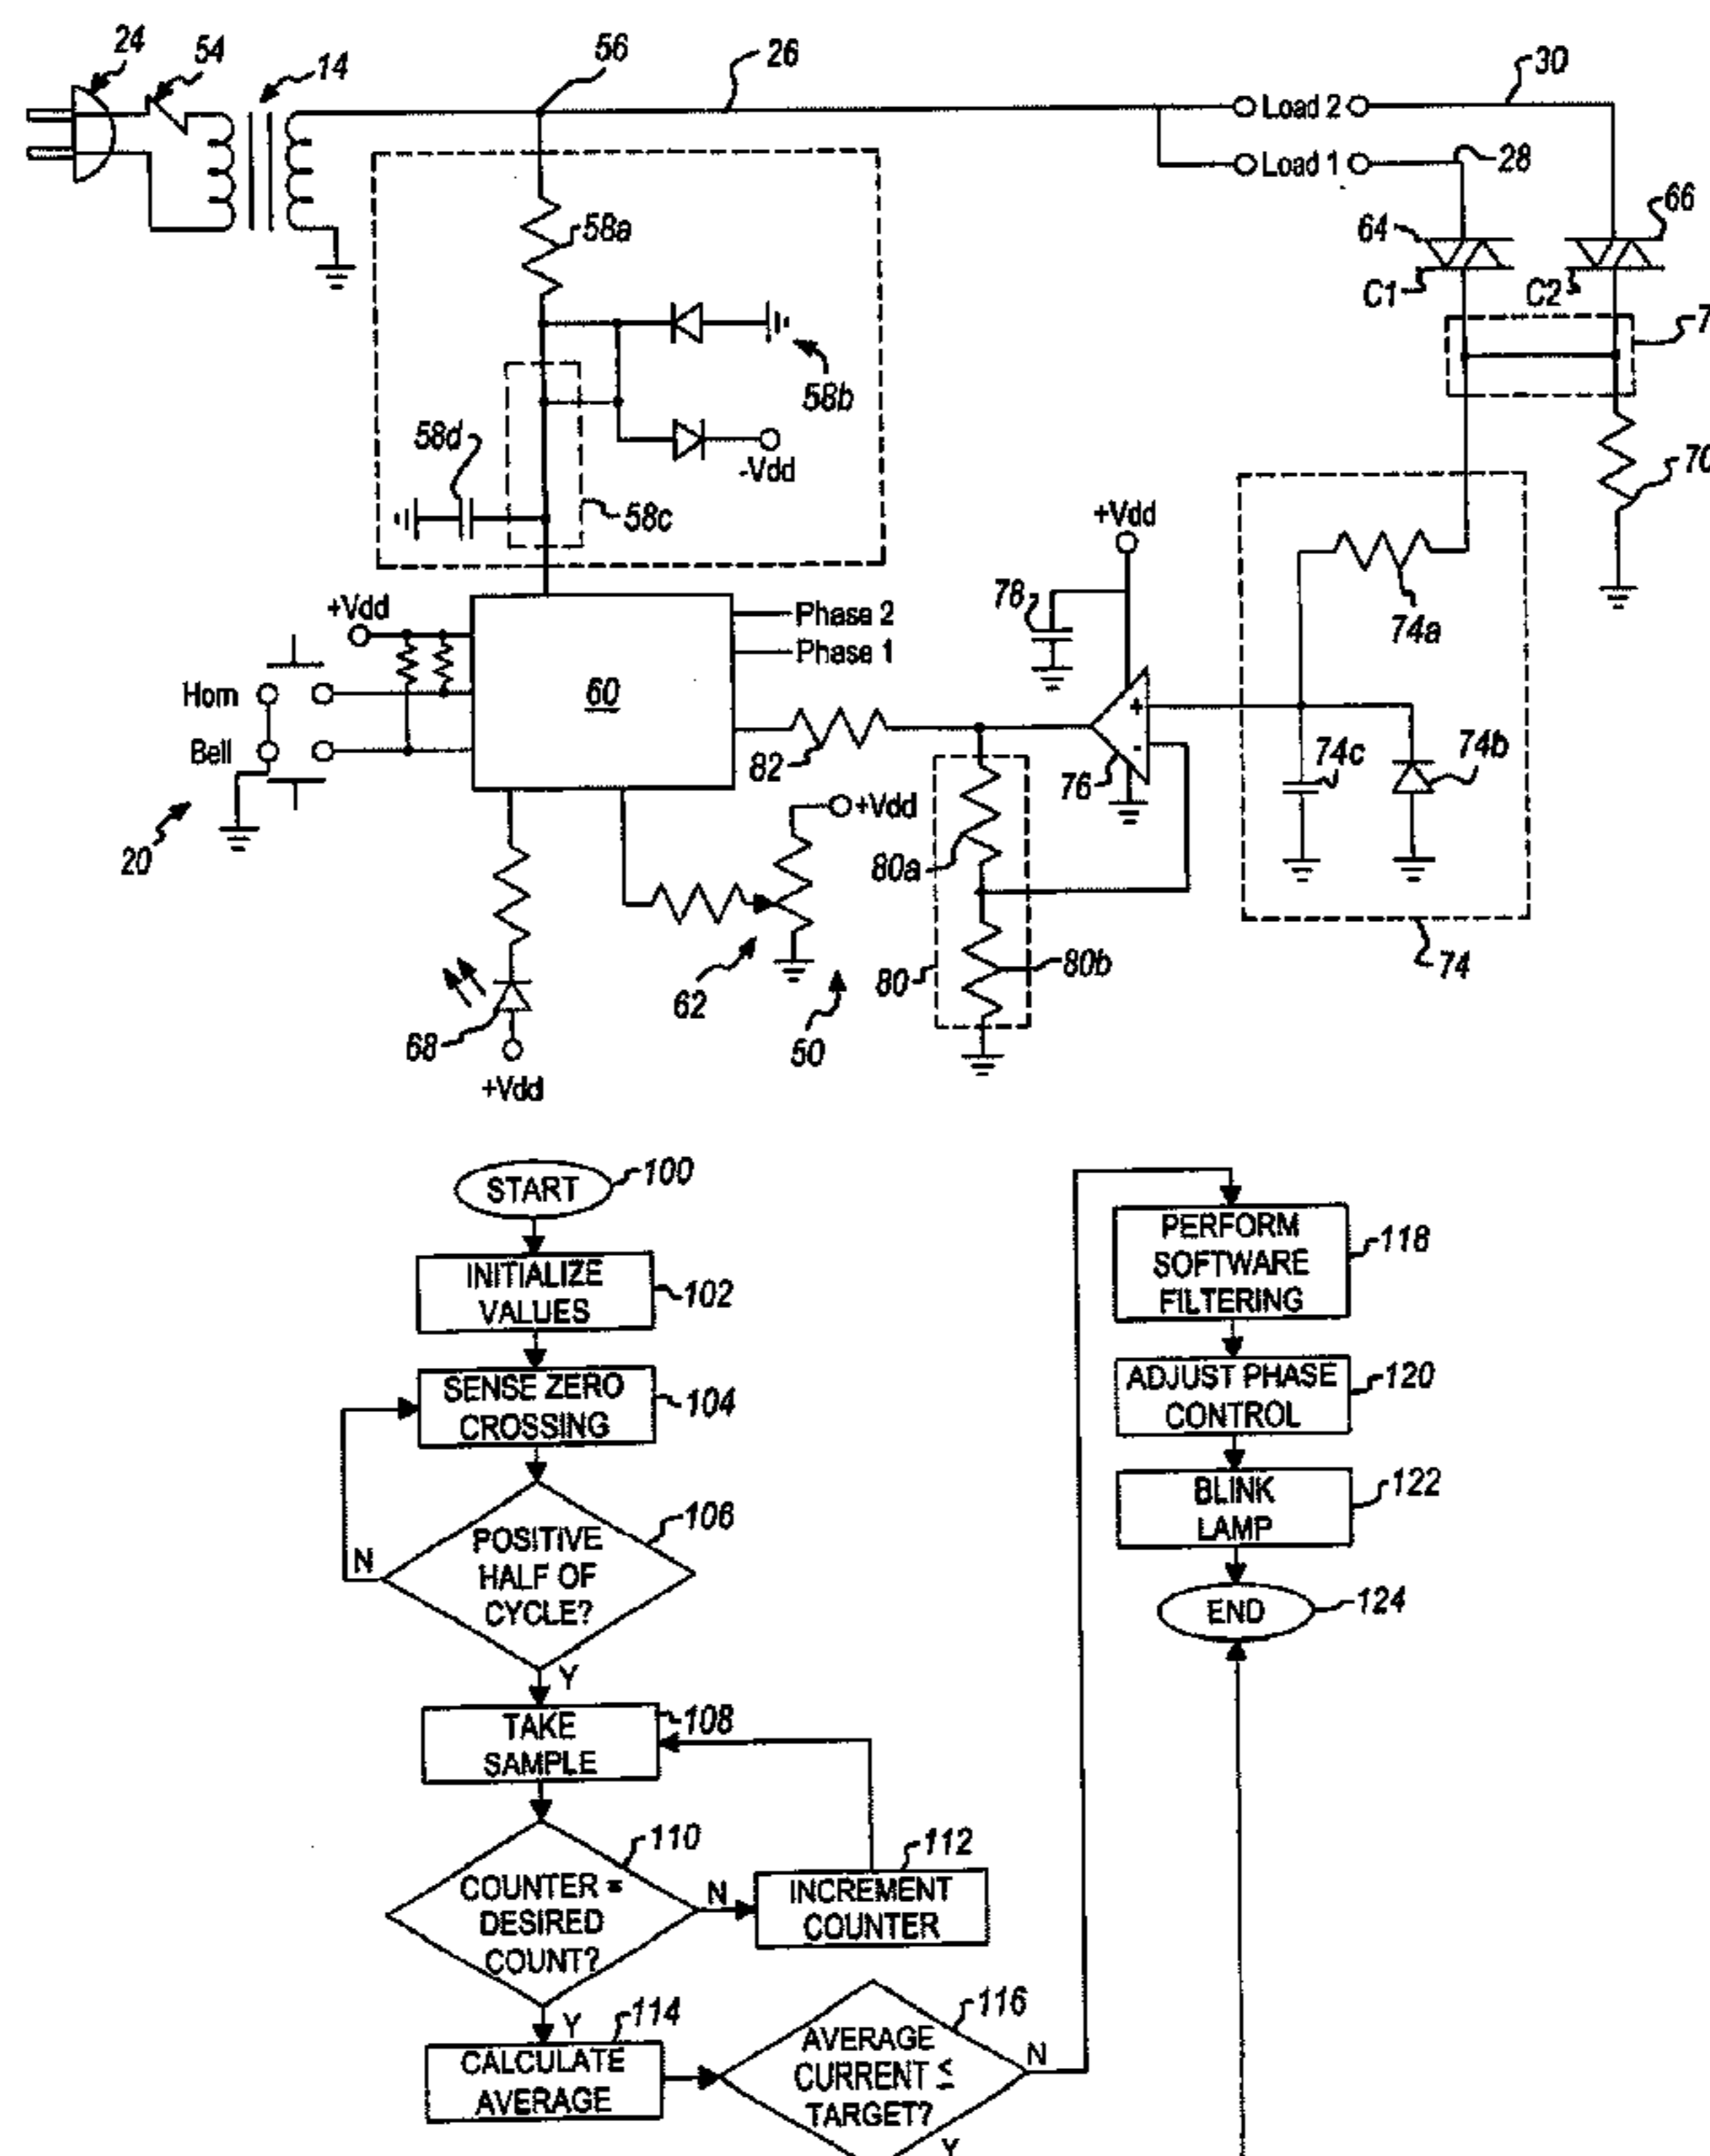 24
54
14
56
26
30
Load 2
Load 1
28
58a
64
66
C1
C2
7
58b
58d
-Vdd
58c
70
+Vdd
+Vdd
Phase 2
78
74a
Phase 1
Horn
60
+
Bell
-
74c
74b
82
76
+Vdd
20
80a
62
80
80b
74
68
50
+Vdd
START
100
INITIALIZE
VALUES
102
SENSE ZERO
CROSSING
104
POSITIVE
HALF OF
CYCLE?
106
N
Y
TAKE
SAMPLE
108
COUNTER =
DESIRED
COUNT?
110
N
INCREMENT
COUNTER
112
Y
CALCULATE
AVERAGE
114
AVERAGE
CURRENT ≤
TARGET?
116
N
Y
PERFORM
SOFTWARE
FILTERING
118
ADJUST PHASE
CONTROL
120
BLINK
LAMP
122
END
124